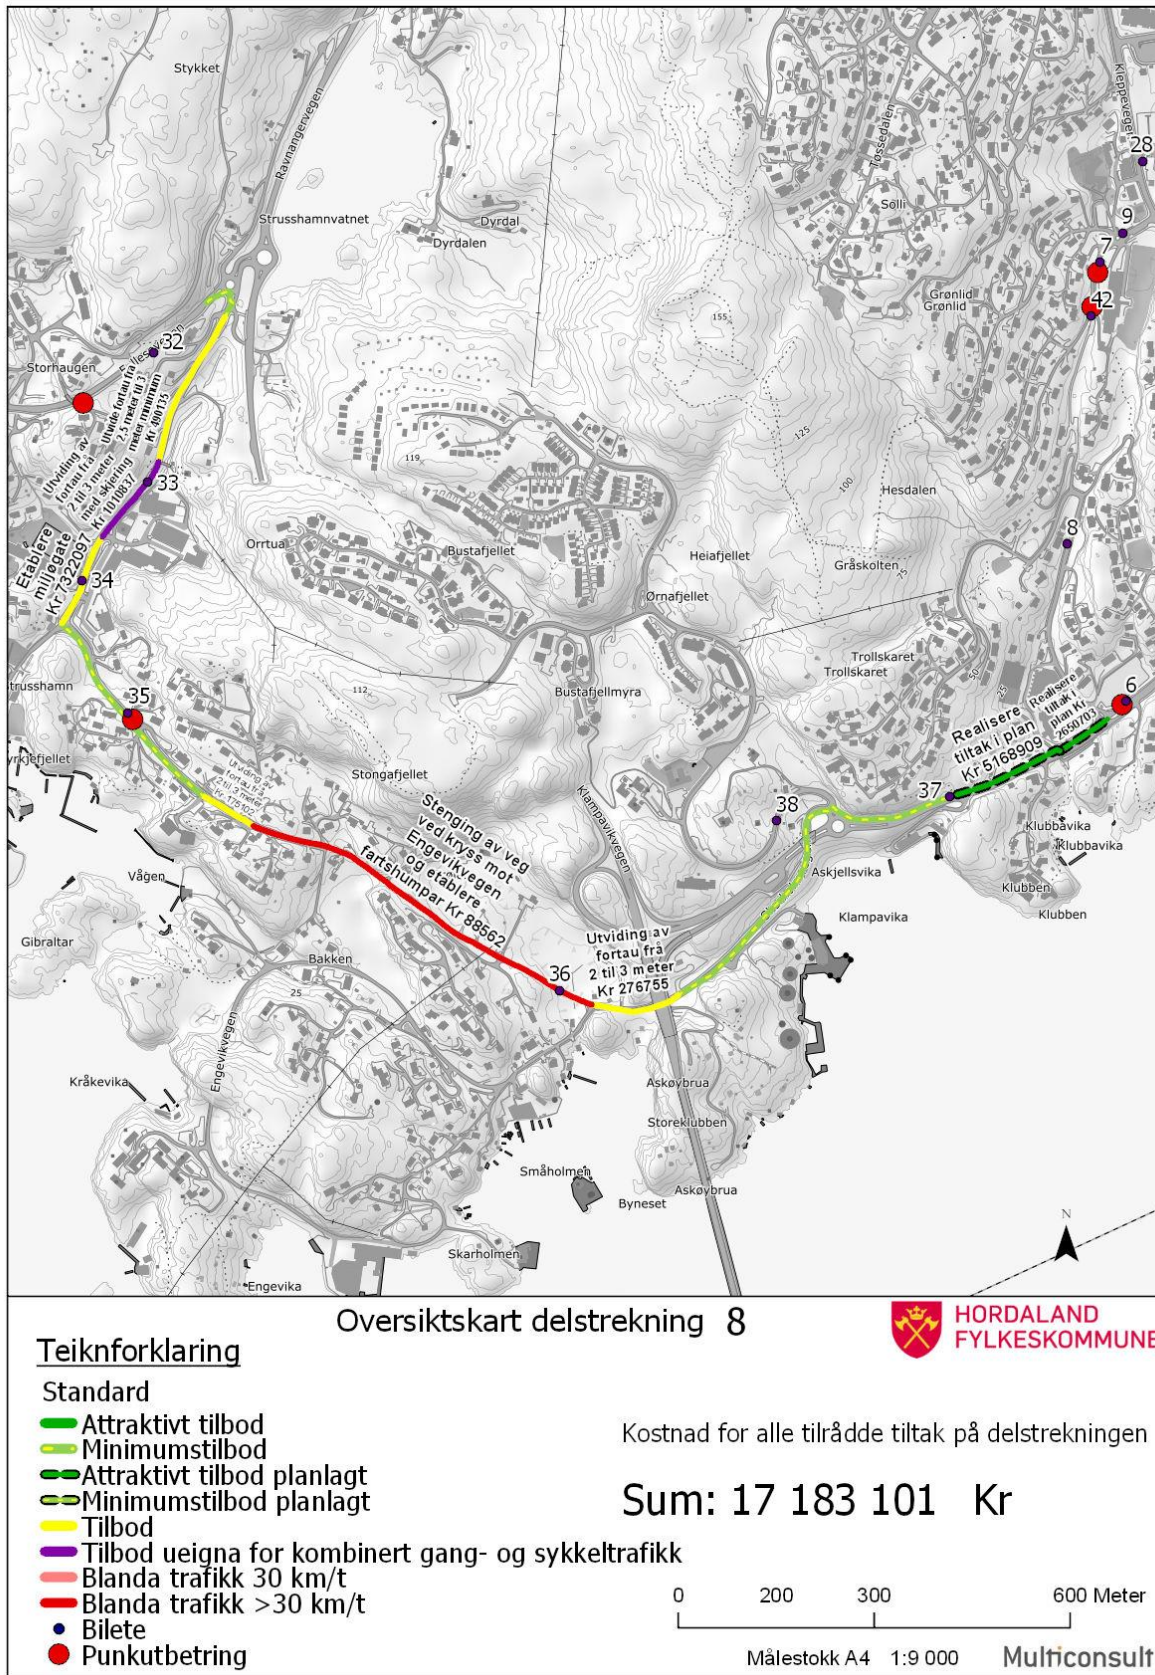 Stykket
Ravnangervegen
Kleppevegen
Tøssedalen
28
Strusshamnvatnet
Dyrdal
Dyrdalen
Solli
9
7
Grønlid
Grønlid
42
155
32
Storhaugen
Utvide fortau frå
2,5 meter til 3
meter minimum
Kr 490135
Utviding av
fortau frå
2 til 3 meter
med skjering
Kr 1010837
125
119
33
100
Hesdalen
Orrtua
Bustafjellet
Heiafjellet
8
Gråskolten
75
Etablere
miljøgate
Kr 7322097
34
Ørnafjellet
Trollskaret
Trollskaret
50
25
Strusshamn
112
Bustafjellmyra
6
35
Realisere
tiltak i plan
Kr 5168909
Realisere
tiltak i
plan Kr
2650703
Stongafjellet
Utviding av
fortau frå
2 til 3 meter
Klampavikvegen
38
37
Klubbavika
Klubbavika
Stenging av veg
ved kryss mot
Engevikvegen
og etablere
fartshumpar Kr 88562
Vågen
Askjellsvika
Klubben
Klubben
Klampavika
Gibraltar
Bakken
Utviding av
fortau frå
2 til 3 meter
Kr 276755
36
25
Engevikvegen
Kråkevika
Askøybrua
Storeklubben
Småholmen
Askøybrua
Byneset
N
Skarholmen
Engevika
Oversiktskart delstrekning 8
HORDALAND
FYLKESKOMMUNE
Teiknforklaring
Standard
Attraktivt tilbod
Minimumstilbod
Attraktivt tilbod planlagt
Minimumstilbod planlagt
Tilbod
Tilbod ueigna for kombinert gang- og sykkeltrafikk
Blanda trafikk 30 km/t
Blanda trafikk >30 km/t
Bilete
Punkutbetring
Kostnad for alle tilrådde tiltak på delstrekningen
Sum: 17 183 101 Kr
0 200 300 600 Meter
Målestokk A4 1:9 000
Multiconsult